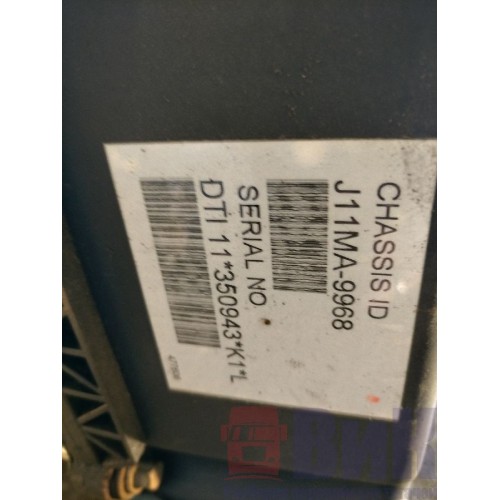 CHASSIS ID
J11MA-9968
SERIAL NO
DTI 11*350943*K1*L